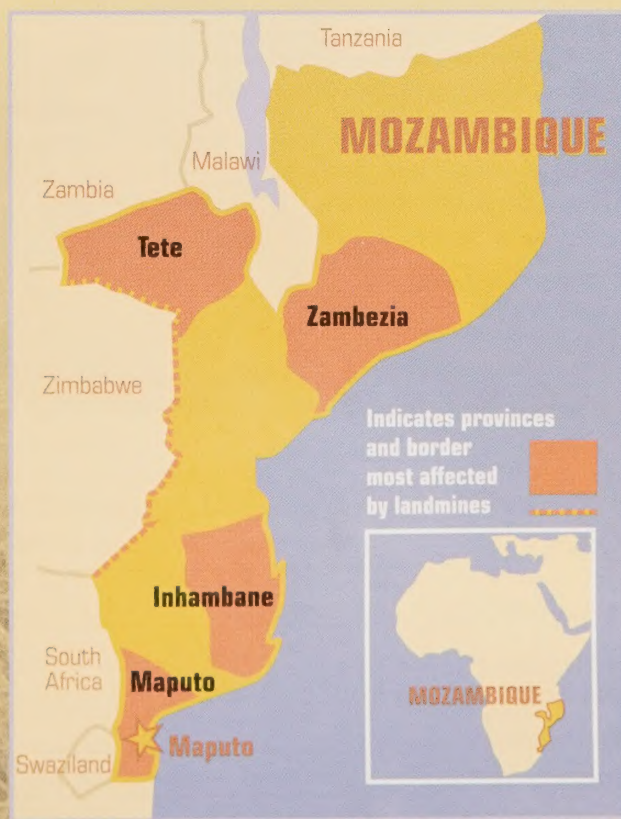 Tanzania
MOZAMBIQUE
Malawi
Zambia
Tete
Zambezia
Zimbabwe
Indicates provinces
and border
most affected
by landmines
Inhambane
South
Africa
Maputo
MOZAMBIQUE
Maputo
Swaziland